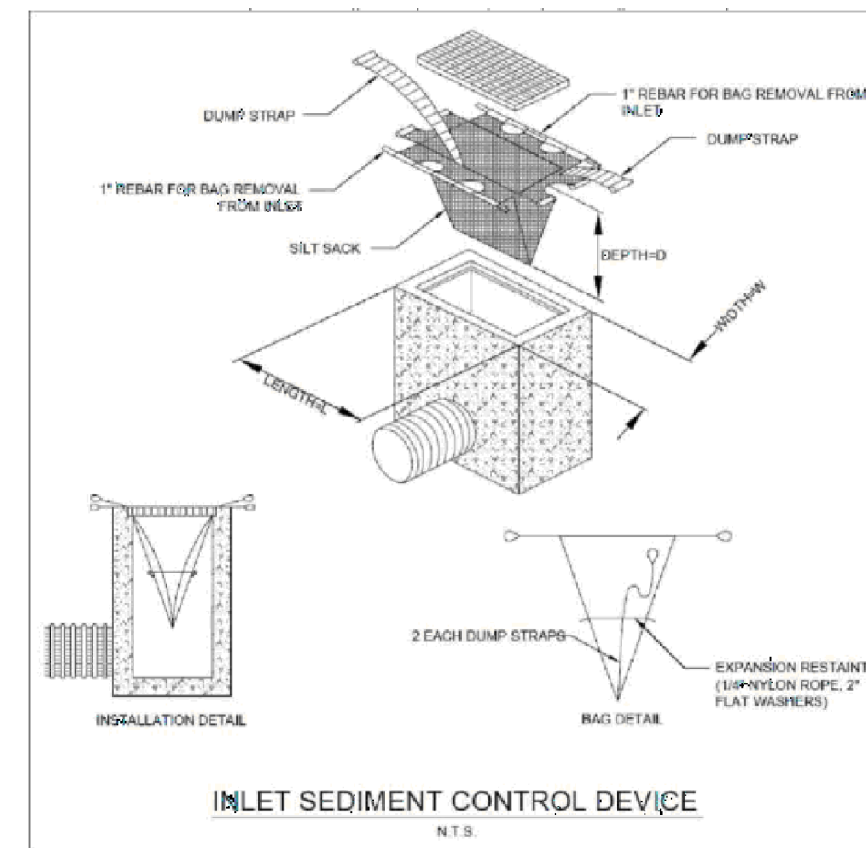 DUMP STRAP
1" REBAR FOR BAG REMOVAL FROM
INLET
DUMP STRAP
1" REBAR FOR BAG REMOVAL
FROM INLET
SILT SACK
DEPTH=D
WIDTH=W
LENGTH=L
2 EACH DUMP STRAPS
EXPANSION RESTAINT
(1/4" NYLON ROPE, 2"
FLAT WASHERS)
INSTALLATION DETAIL
BAG DETAIL
INLET SEDIMENT CONTROL DEVICE
N.T.S.